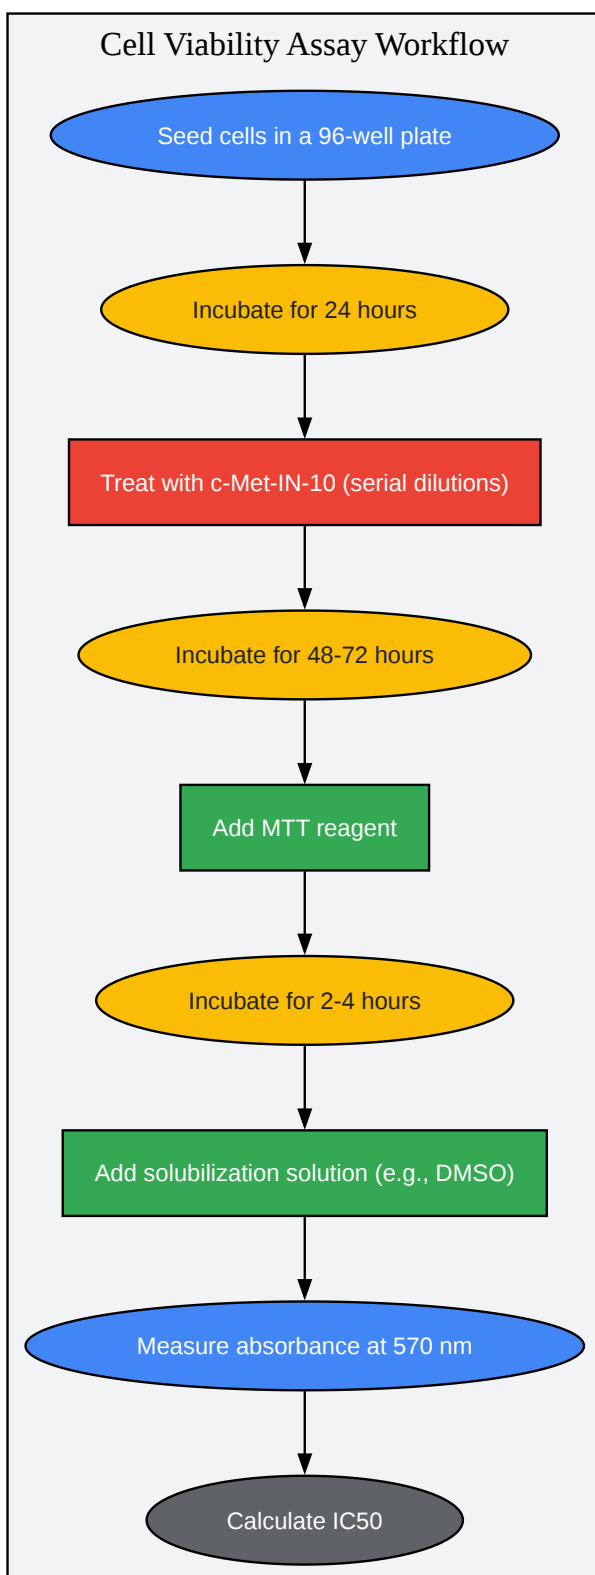 Cell Viability Assay Workflow
Seed cells in a 96-well plate
Incubate for 24 hours
Treat with c-Met-IN-10 (serial dilutions)
Incubate for 48-72 hours
Add MTT reagent
Incubate for 2-4 hours
Add solubilization solution (e.g., DMSO)
Measure absorbance at 570 nm
Calculate IC50